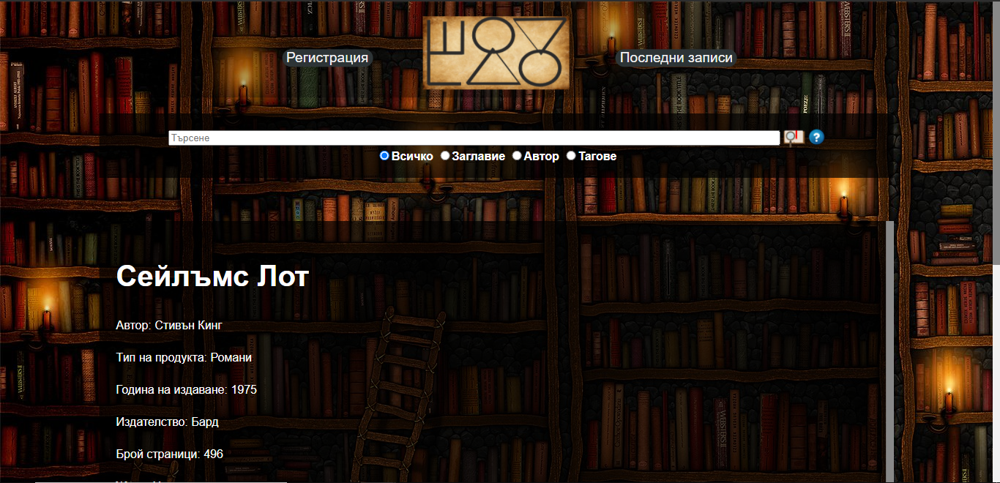 Регистрация
Последни записи
Търсене
Всичко Заглавие Автор Тагове
Сейлъмс Лот
Автор: Стивън Кинг
Тип на продукта: Романи
Година на издаване: 1975
Издателство: Бард
Брой страници: 496